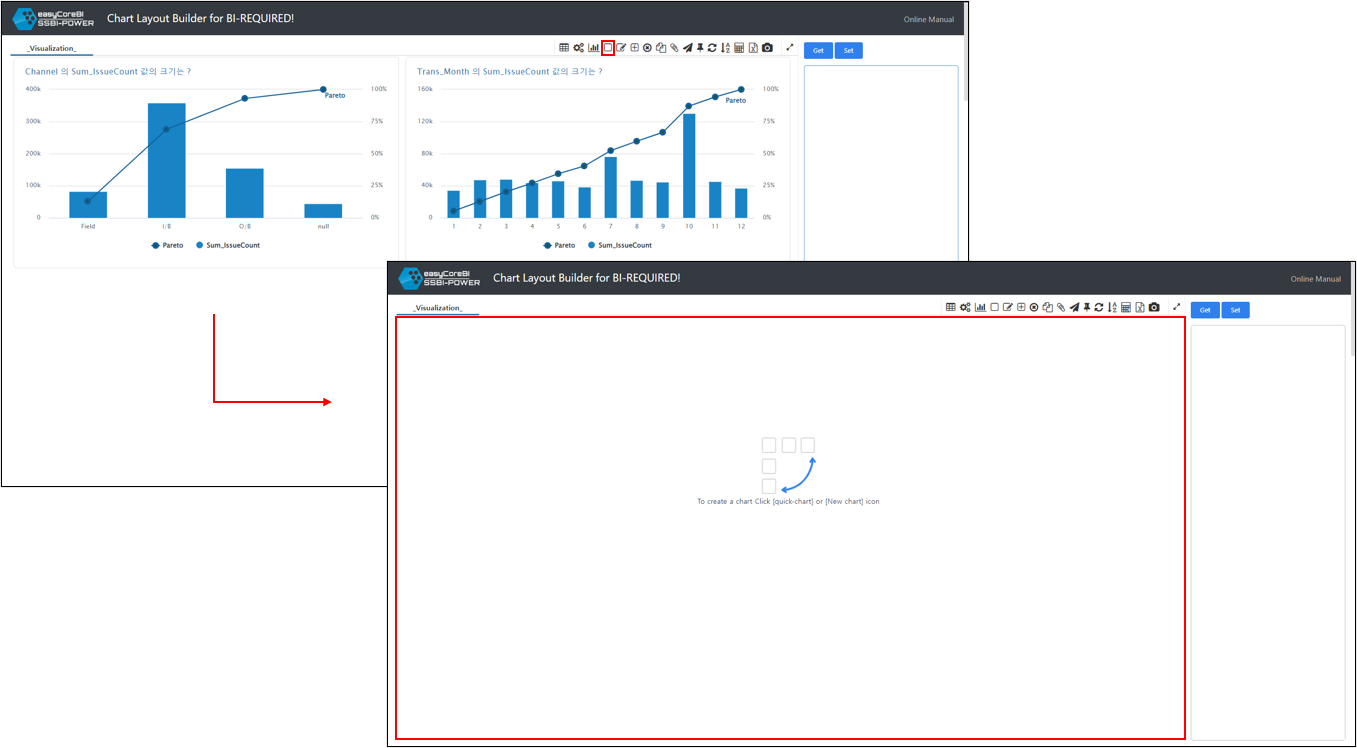 easyCoreBI
SSBI-POWER
Chart Layout Builder for BI-REQUIRED!
Online Manual
_Visualization_
Get
Set
Channel 의 Sum_IssueCount 값의 크기는 ?
400k
300k
200k
100k
0
100%
75%
50%
25%
0%
Pareto
Field
I/B
O/B
null
Pareto
Sum_IssueCount
Trans_Month 의 Sum_IssueCount 값의 크기는 ?
160k
120k
80k
40k
0
100%
75%
50%
25%
0%
Pareto
1 2 3 4 5 6 7 8 9 10 11 12
Pareto
Sum_IssueCount
easyCoreBI
SSBI-POWER
Chart Layout Builder for BI-REQUIRED!
Online Manual
_Visualization_
Get
Set
To create a chart Click [quick-chart] or [New chart] icon